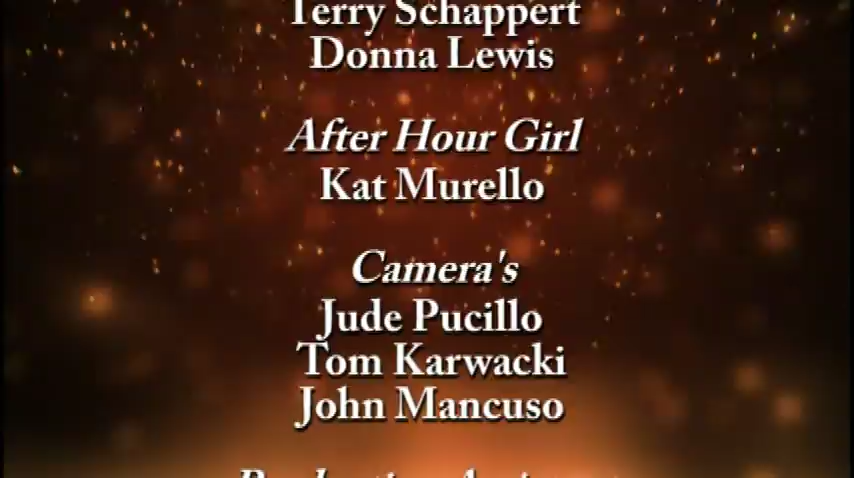 Terry Schappert
Donna Lewis
After Hour Girl
Kat Murello
Camera's
Jude Pucillo
Tom Karwacki
John Mancuso